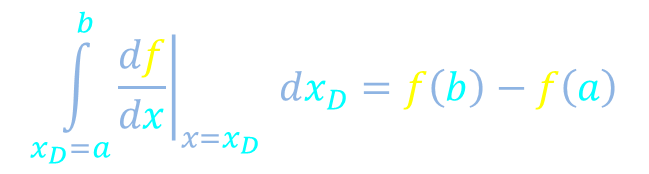 ∫_{x_D=a}^{b} df/dx |_{x=x_D} dx_D = f(b) − f(a)